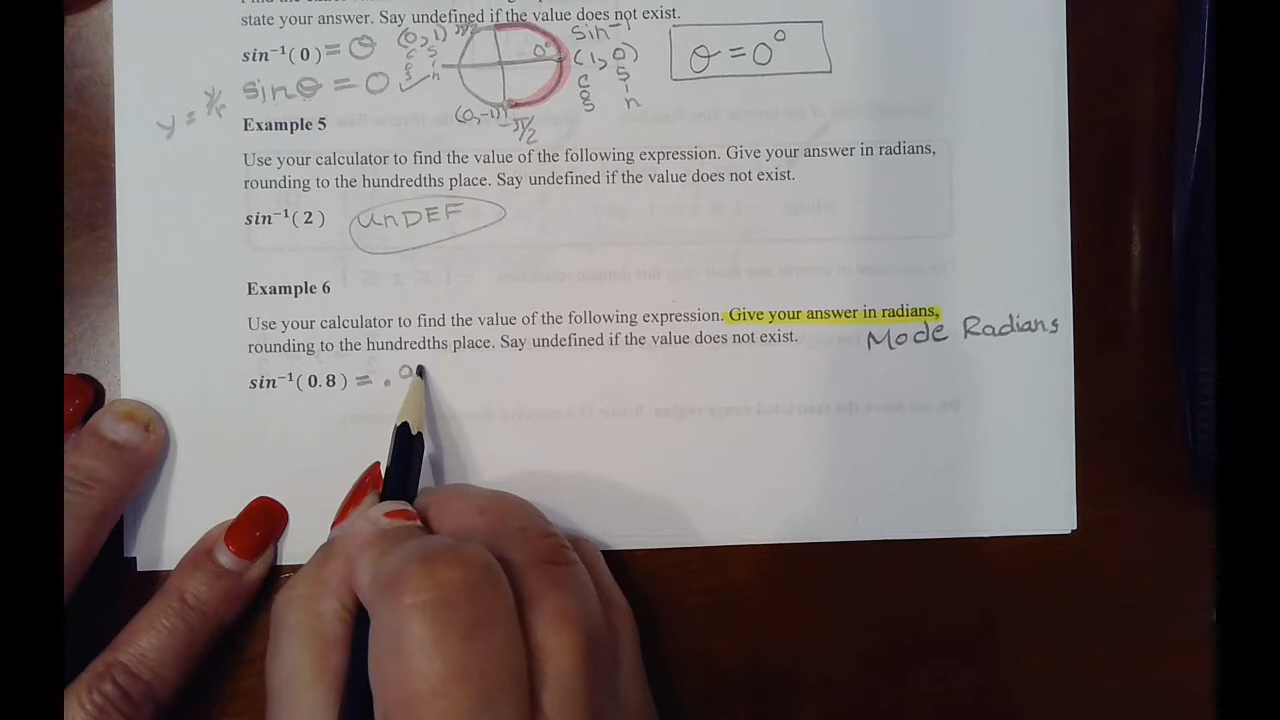 state your answer. Say undefined if the value does not exist.
sin⁻¹(0) = θ
(0, 1) π/2
0°
sin⁻¹
(1, 0)
c s
o i
s n
θ = 0°
sinθ = 0
(0, -1)
-π/2
Example 5
Use your calculator to find the value of the following expression. Give your answer in radians,
rounding to the hundredths place. Say undefined if the value does not exist.
sin⁻¹(2) UnDEF
Example 6
Use your calculator to find the value of the following expression. Give your answer in radians,
rounding to the hundredths place. Say undefined if the value does not exist.
Mode Radians
sin⁻¹(0.8) = .